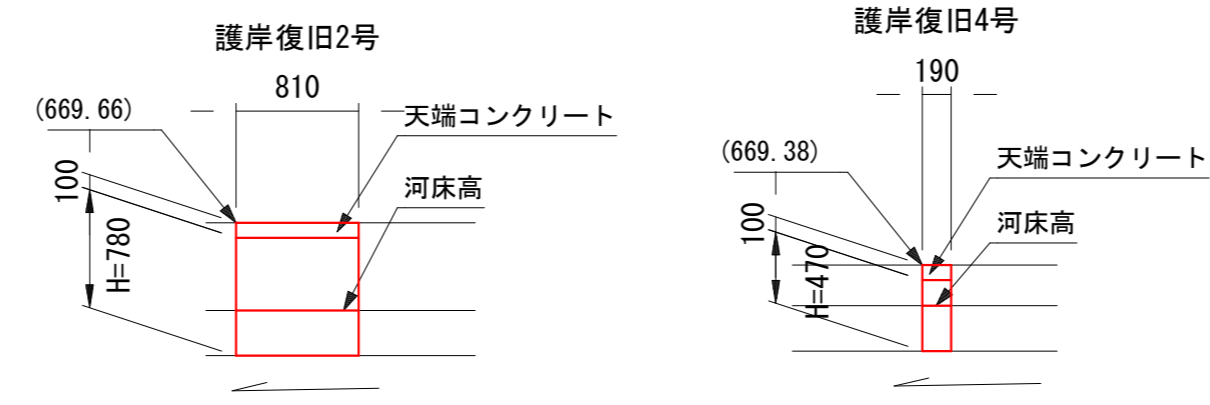 護岸復旧2号
810
(669.66)
天端コンクリート
100
河床高
H=780
護岸復旧4号
190
(669.38)
天端コンクリート
100
河床高
H=470